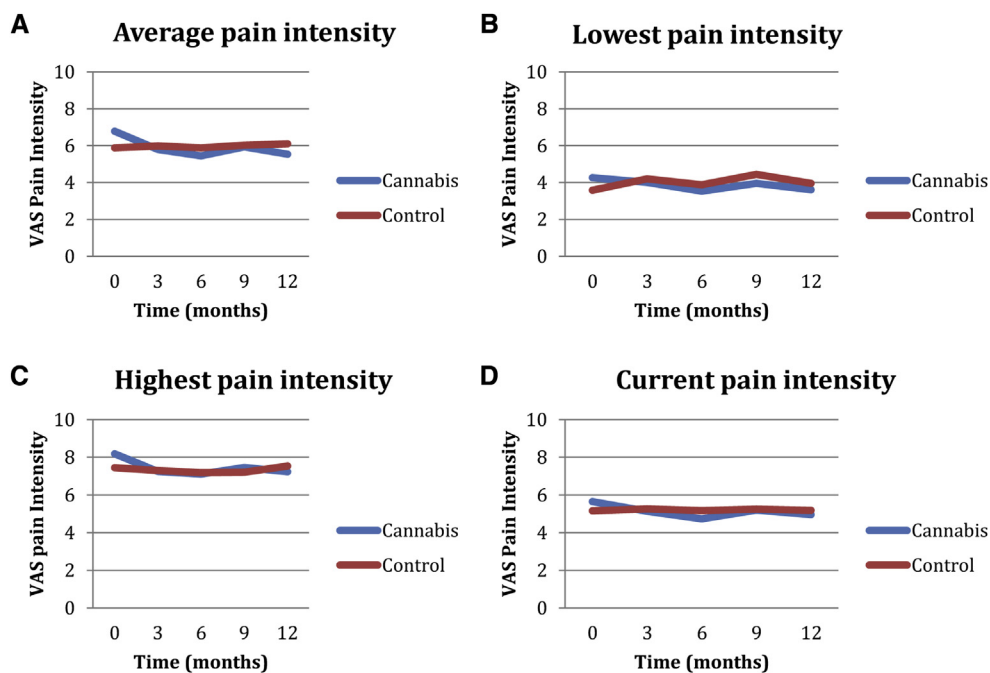 A
Average pain intensity
VAS Pain Intensity
10
8
6
4
2
0
0 3 6 9 12
Time (months)
Cannabis
Control
B
Lowest pain intensity
VAS Pain Intensity
10
8
6
4
2
0
0 3 6 9 12
Time (months)
Cannabis
Control
C
Highest pain intensity
VAS pain Intensity
10
8
6
4
2
0
0 3 6 9 12
Time (months)
Cannabis
Control
D
Current pain intensity
VAS Pain Intensity
10
8
6
4
2
0
0 3 6 9 12
Time (months)
Cannabis
Control